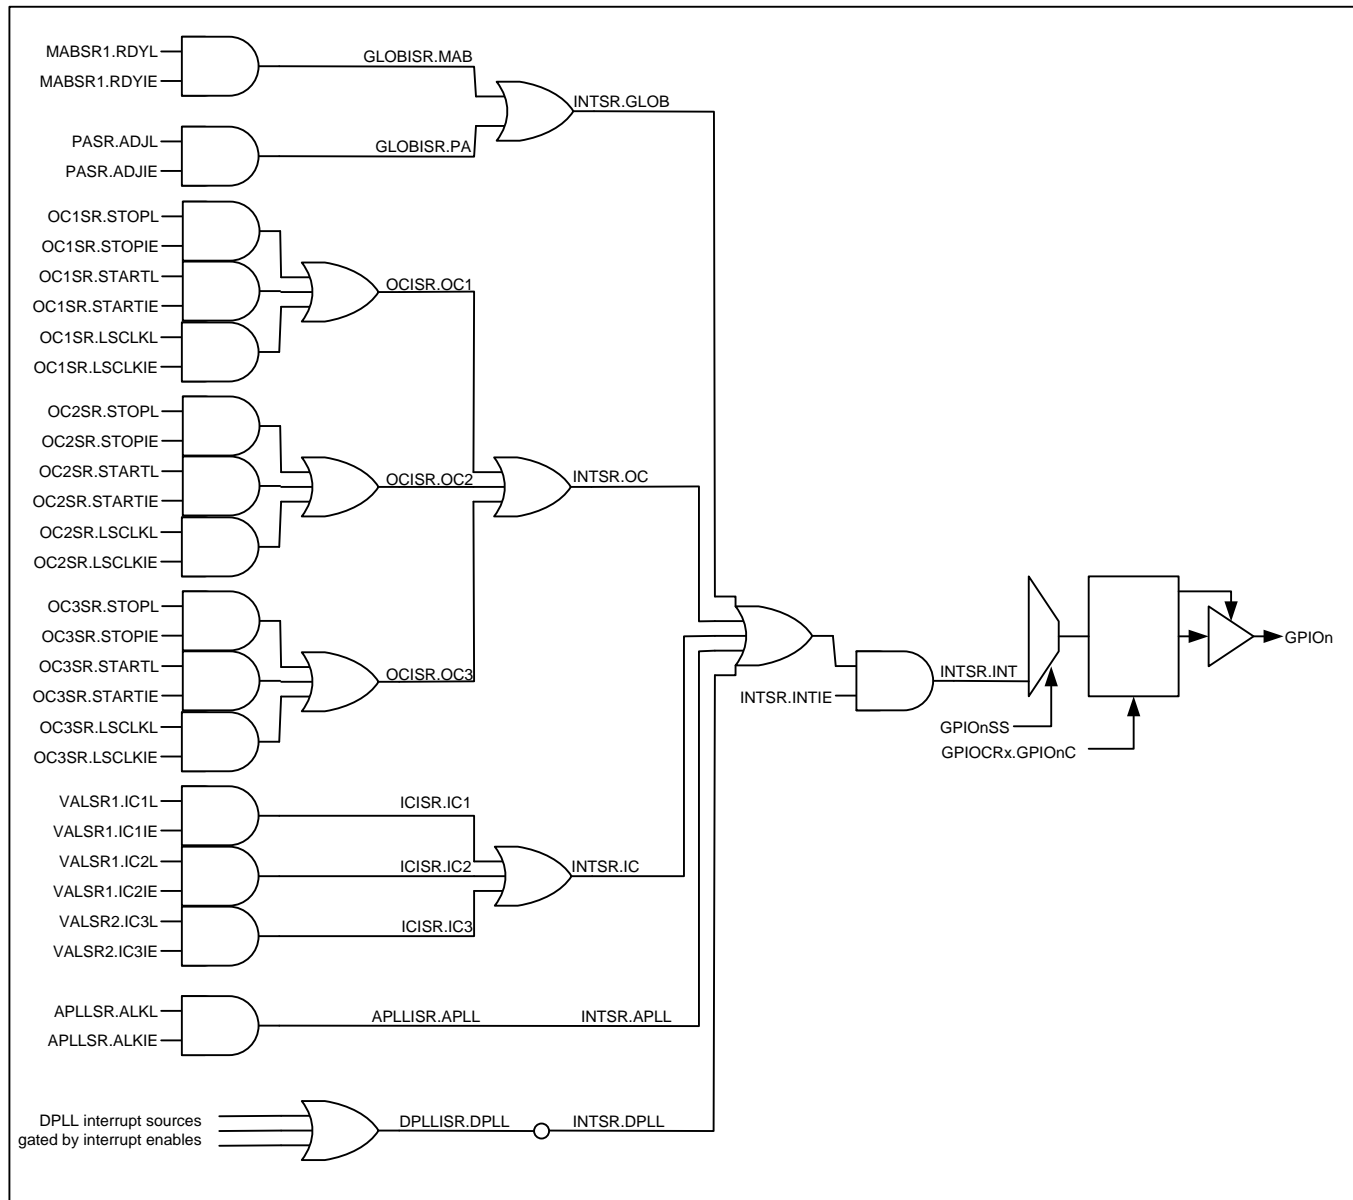 MABSR1.RDYL
MABSR1.RDYIE
GLOBISR.MAB
INTSR.GLOB
PASR.ADJL
PASR.ADJIE
GLOBISR.PA
OC1SR.STOPL
OC1SR.STOPIE
OC1SR.STARTL
OC1SR.STARTIE
OC1SR.LSCLKL
OC1SR.LSCLKIE
OCISR.OC1
OC2SR.STOPL
OC2SR.STOPIE
OC2SR.STARTL
OC2SR.STARTIE
OC2SR.LSCLKL
OC2SR.LSCLKIE
OCISR.OC2
INTSR.OC
OC3SR.STOPL
OC3SR.STOPIE
OC3SR.STARTL
OC3SR.STARTIE
OC3SR.LSCLKL
OC3SR.LSCLKIE
OCISR.OC3
INTSR.INTIE
INTSR.INT
GPIOnSS
GPIOCRx.GPIOnC
GPIOn
VALSR1.IC1L
VALSR1.IC1IE
VALSR1.IC2L
VALSR1.IC2IE
VALSR2.IC3L
VALSR2.IC3IE
ICISR.IC1
ICISR.IC2
ICISR.IC3
INTSR.IC
APLLSR.ALKL
APLLSR.ALKIE
APLLISR.APLL
INTSR.APLL
DPLL interrupt sources
gated by interrupt enables
DPLLISR.DPLL
INTSR.DPLL